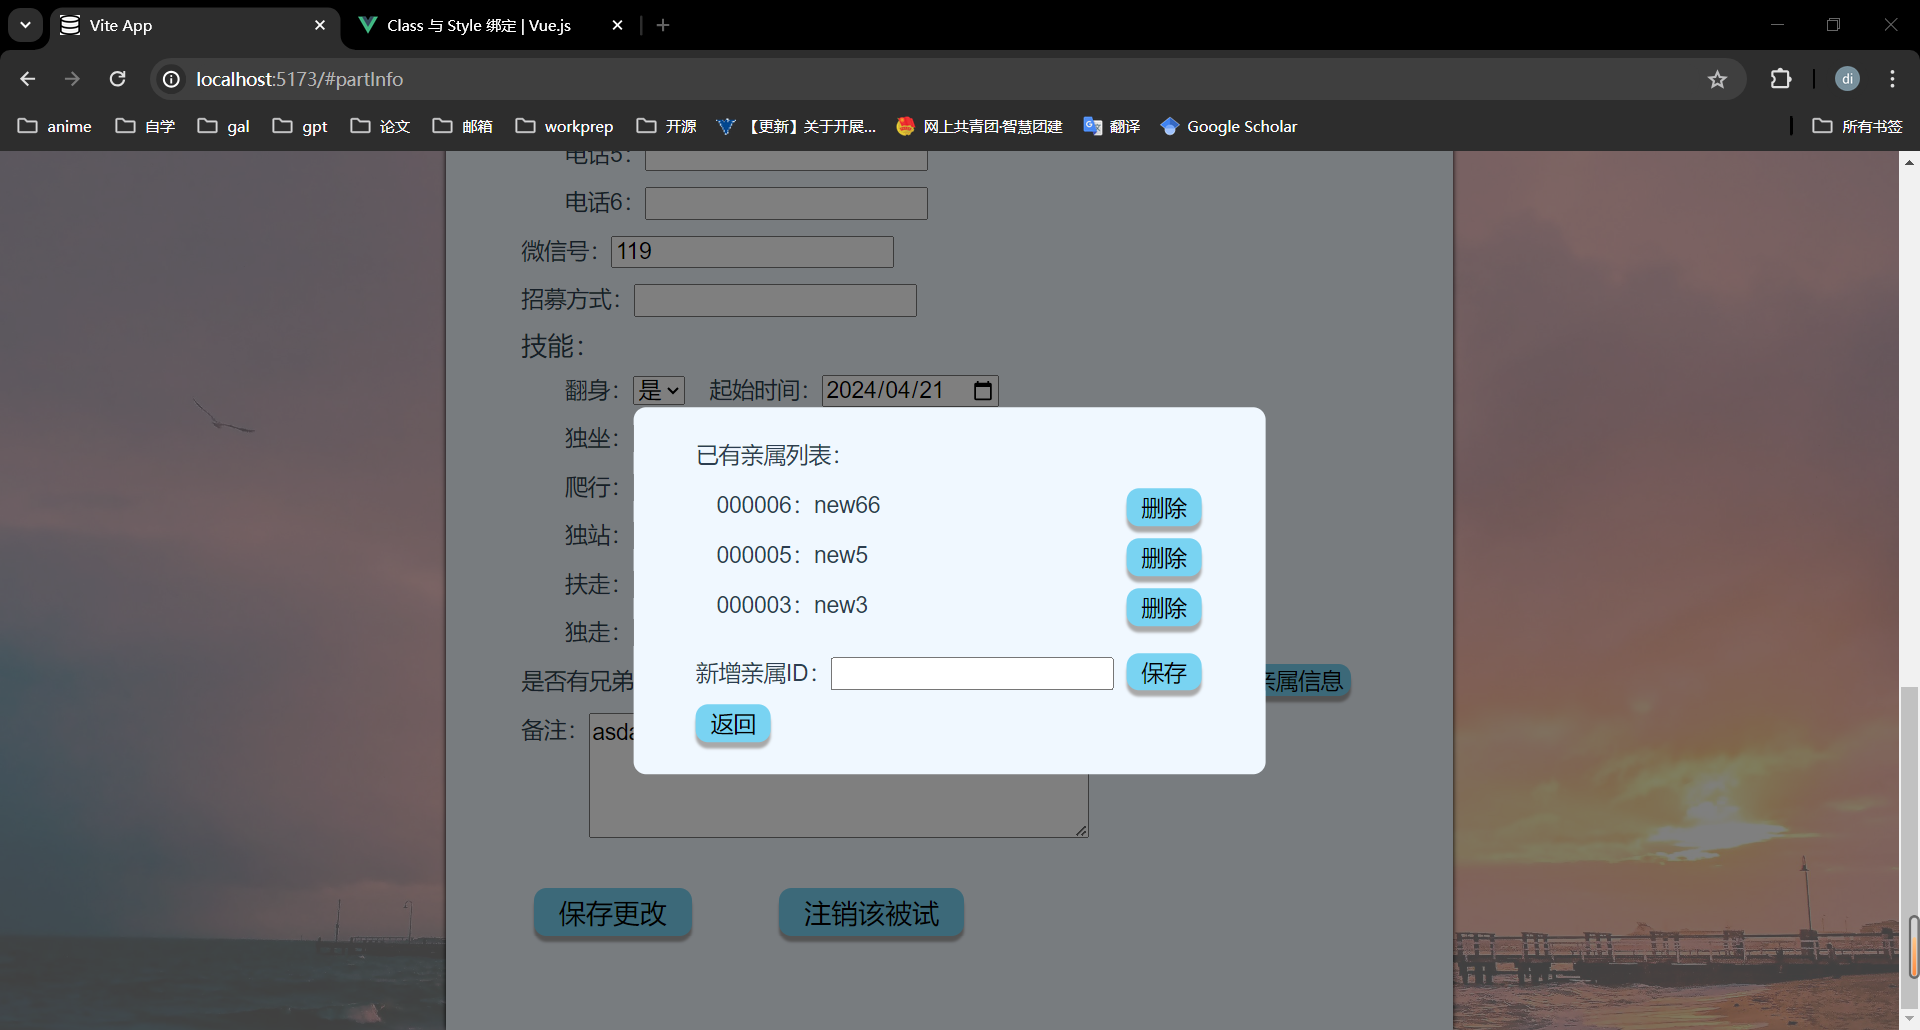 Vite App
Class 与 Style 绑定 | Vue.js
localhost:5173/#partInfo
di
anime
自学
gal
gpt
论文
邮箱
workprep
开源
【更新】关于开展...
网上共青团·智慧团建
翻译
Google Scholar
所有书签
电话5：
电话6：
微信号： 119
招募方式：
技能：
翻身： 是 起始时间： 2024/04/21
独坐：
爬行：
独站：
扶走：
独走：
是否有兄弟
亲属信息
备注： asda
已有亲属列表：
000006：new66 删除
000005：new5 删除
000003：new3 删除
新增亲属ID： 保存
返回
保存更改 注销该被试